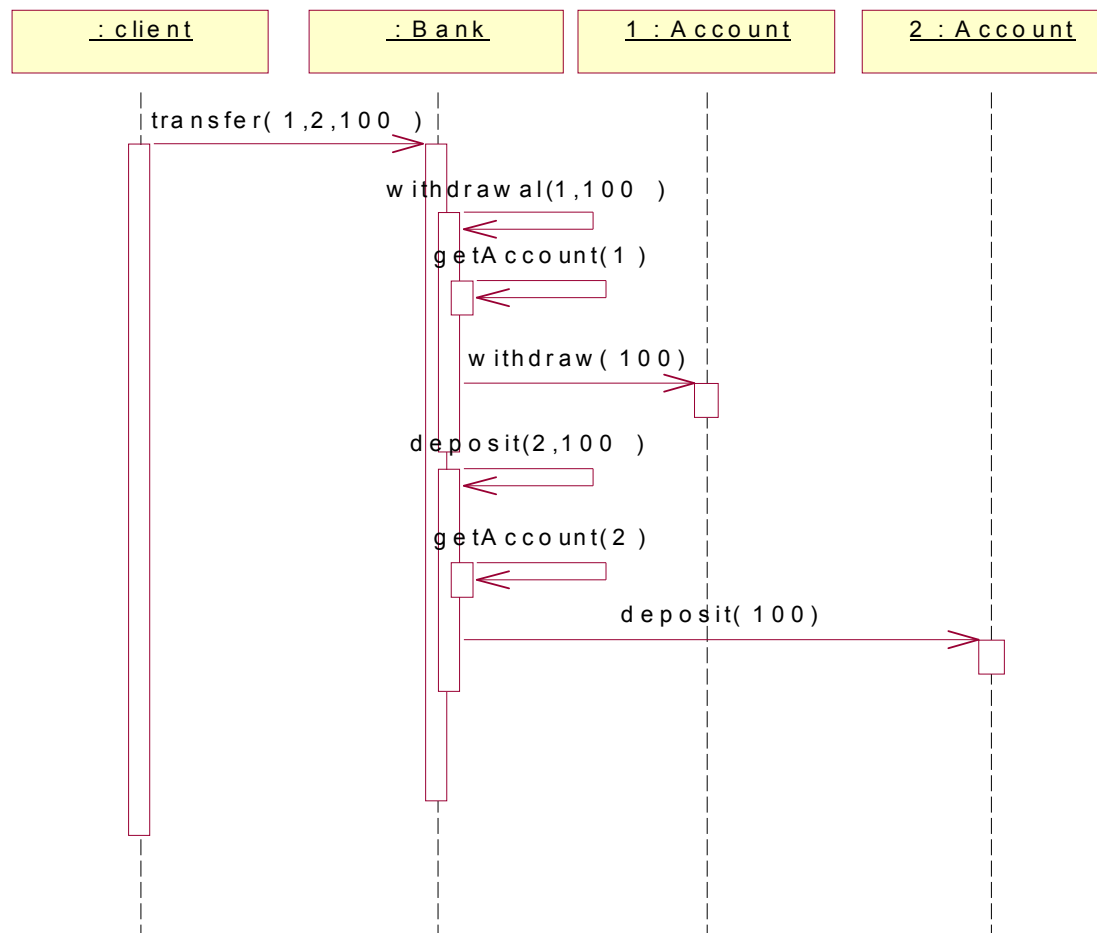 : client
: Bank
1 : Account
2 : Account
transfer( 1,2,100 )
withdrawal(1,100 )
getAccount(1 )
withdraw( 100)
deposit(2,100 )
getAccount(2 )
deposit( 100)